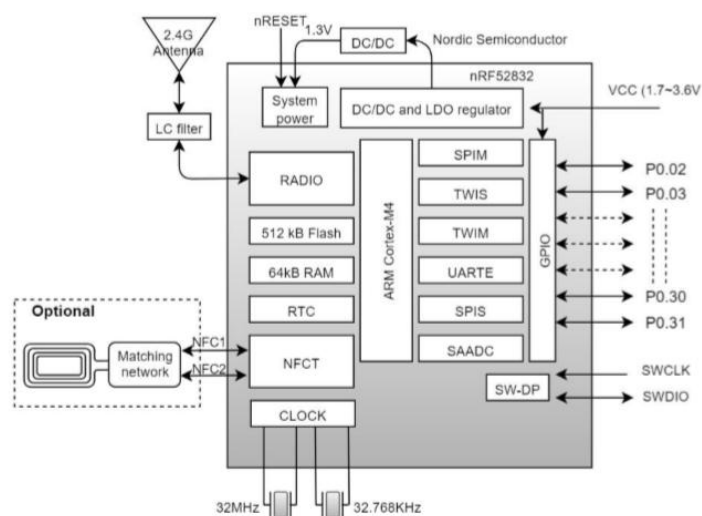 2.4G
Antenna
nRESET
1.3V
DC/DC
Nordic Semiconductor
nRF52832
System
power
DC/DC and LDO regulator
VCC (1.7~3.6V
LC filter
RADIO
512 kB Flash
64kB RAM
RTC
NFCT
CLOCK
ARM Cortex-M4
SPIM
TWIS
TWIM
UARTE
SPIS
SAADC
GPIO
P0.02
P0.03
P0.30
P0.31
SW-DP
SWCLK
SWDIO
Optional
Matching
network
NFC1
NFC2
32MHz
32.768KHz